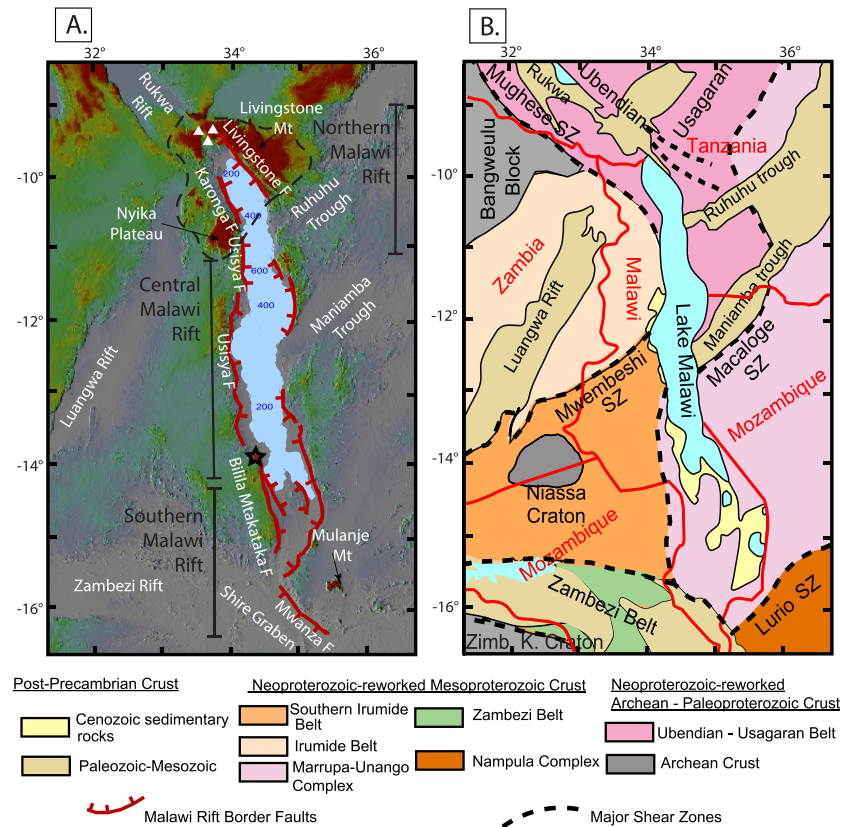 A.
B.
32°
34°
36°
32°
34°
36°
-10°
-12°
-14°
-16°
Rukwa
Rift
Livingstone
Mt
Northern
Malawi
Rift
Livingstone F
Karonga F
200
400
600
400
200
Ruhuhu
Trough
Nyika
Plateau
Usisya F
Central
Malawi
Rift
Maniamba
Trough
Usisya F
Luangwa Rift
Bilila Mtakataka F
Southern
Malawi
Rift
Mulanje
Mt
Zambezi Rift
Shire Graben
Mwanza F
-10°
-12°
-14°
-16°
Rukwa
Ubendian
Usagaran
Mughese SZ
Tanzania
Bangweulu
Block
Ruhuhu trough
Zambia
Malawi
Luangwa Rift
Lake Malawi
Maniamba trough
Macaloge
SZ
Mwembeshi
SZ
Mozambique
Niassa
Craton
Mozambique
Zambezi Belt
Lurio SZ
Zimb. K. Craton
Post-Precambrian Crust
Cenozoic sedimentary
rocks
Paleozoic-Mesozoic
Neoproterozoic-reworked Mesoproterozoic Crust
Southern Irumide
Belt
Irumide Belt
Marrupa-Unango
Complex
Zambezi Belt
Nampula Complex
Neoproterozoic-reworked
Archean - Paleoproterozoic Crust
Ubendian - Usagaran Belt
Archean Crust
Malawi Rift Border Faults
Major Shear Zones